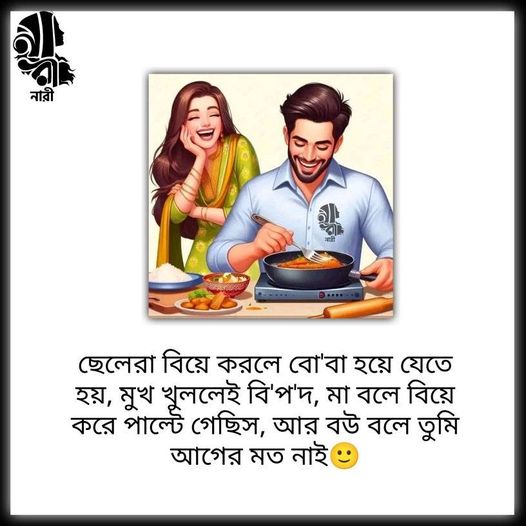 নারী
নারী
নারী
নারী
ছেলেরা বিয়ে করলে বো'বা হয়ে যেতে
হয়, মুখ খুললেই বি'প'দ, মা বলে বিয়ে
করে পাল্টে গেছিস, আর বউ বলে তুমি
আগের মত নাই🙂